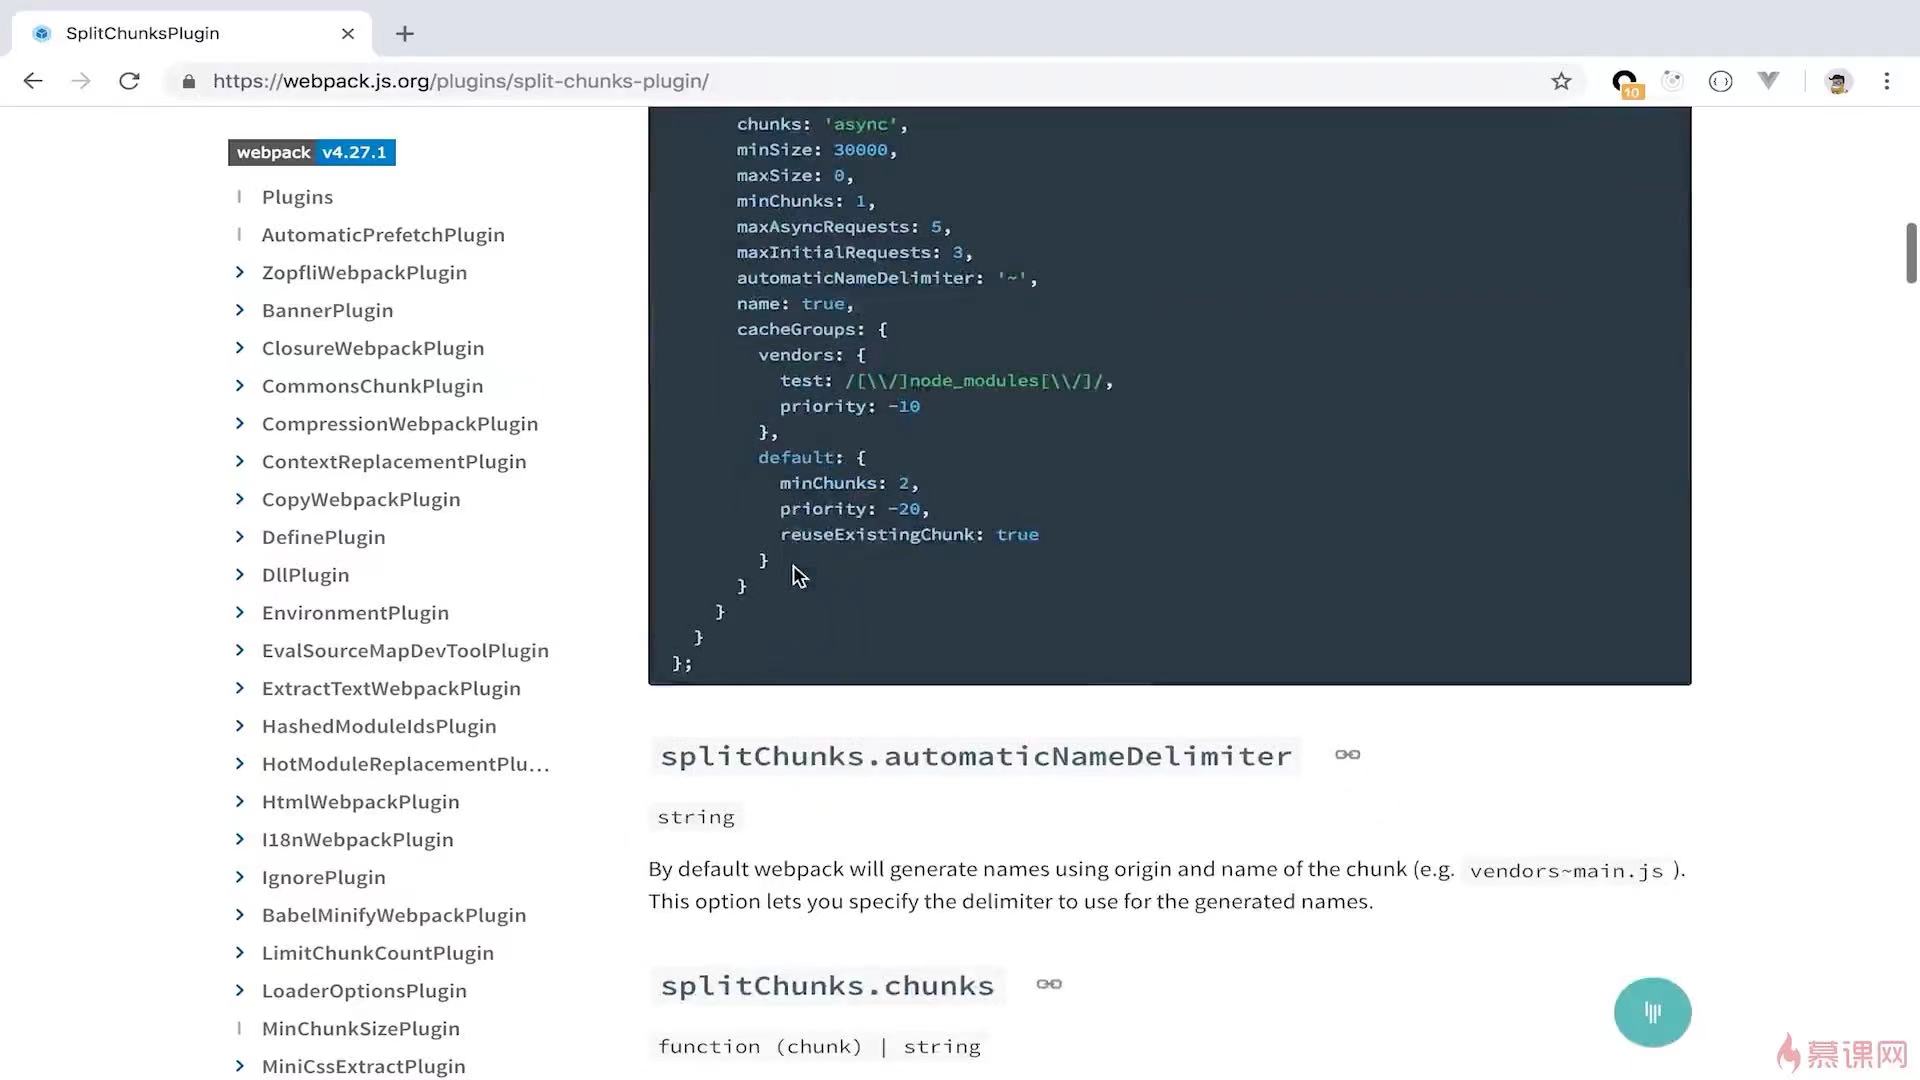 SplitChunksPlugin
https://webpack.js.org/plugins/split-chunks-plugin/
10
webpack v4.27.1
Plugins
AutomaticPrefetchPlugin
ZopfliWebpackPlugin
BannerPlugin
ClosureWebpackPlugin
CommonsChunkPlugin
CompressionWebpackPlugin
ContextReplacementPlugin
CopyWebpackPlugin
DefinePlugin
DllPlugin
EnvironmentPlugin
EvalSourceMapDevToolPlugin
ExtractTextWebpackPlugin
HashedModuleIdsPlugin
HotModuleReplacementPlu...
HtmlWebpackPlugin
I18nWebpackPlugin
IgnorePlugin
BabelMinifyWebpackPlugin
LimitChunkCountPlugin
LoaderOptionsPlugin
MinChunkSizePlugin
MiniCssExtractPlugin
chunks: 'async',
minSize: 30000,
maxSize: 0,
minChunks: 1,
maxAsyncRequests: 5,
maxInitialRequests: 3,
automaticNameDelimiter: '~',
name: true,
cacheGroups: {
vendors: {
test: /[\\/]node_modules[\\/]/,
priority: -10
},
default: {
minChunks: 2,
priority: -20,
reuseExistingChunk: true
}
}
}
}
};
splitChunks.automaticNameDelimiter
string
By default webpack will generate names using origin and name of the chunk (e.g. vendors~main.js ).
This option lets you specify the delimiter to use for the generated names.
splitChunks.chunks
function (chunk) | string
慕课网